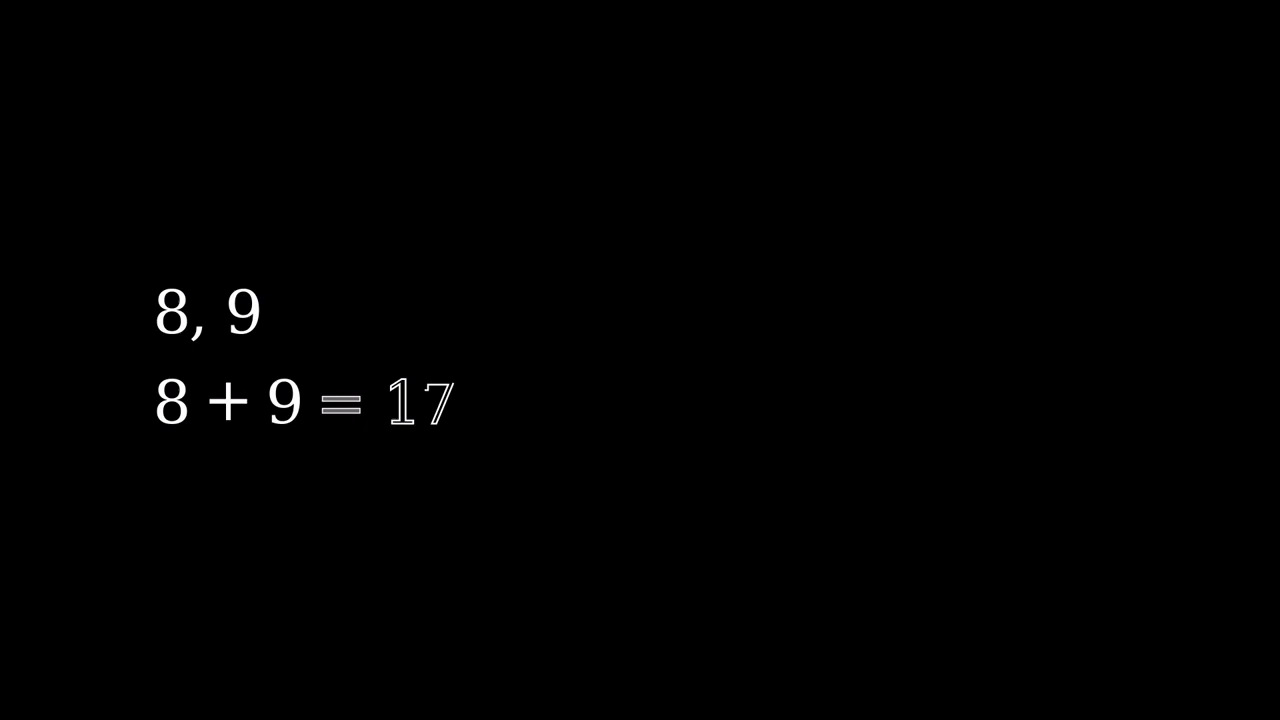 8, 9
8 + 9 = 17